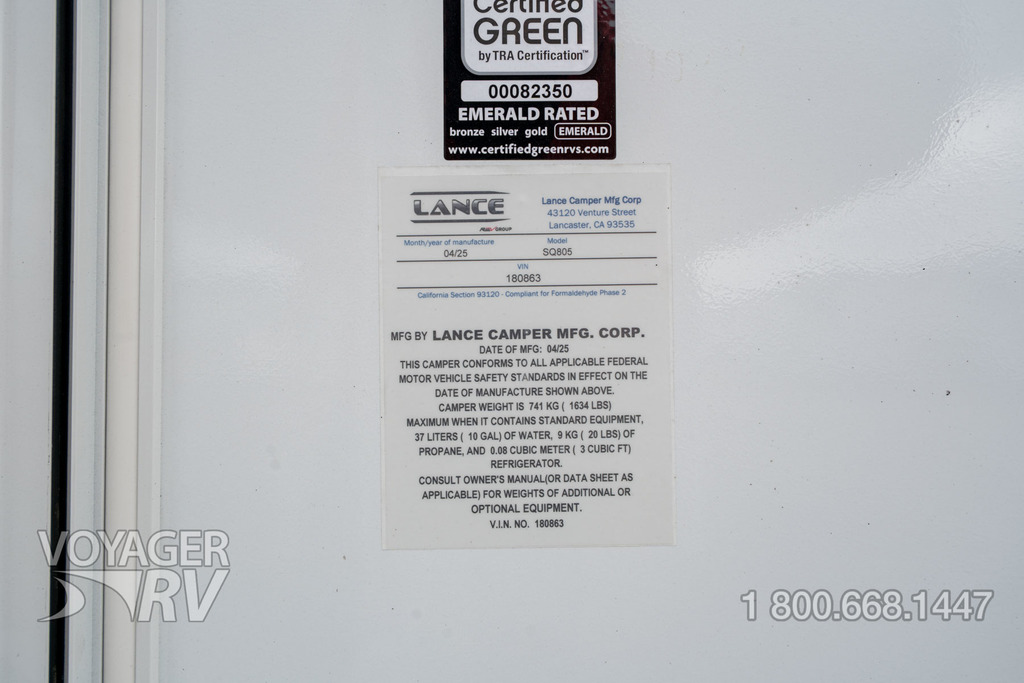 Certified
GREEN
by TRA Certification™
00082350
EMERALD RATED
bronze silver gold EMERALD
www.certifiedgreenrvs.com
LANCE
GROUP
Lance Camper Mfg Corp
43120 Venture Street
Lancaster, CA 93535
Month/year of manufacture Model
04/25 SQ805
VIN
180863
California Section 93120 - Compliant for Formaldehyde Phase 2
MFG BY LANCE CAMPER MFG. CORP.
DATE OF MFG: 04/25
THIS CAMPER CONFORMS TO ALL APPLICABLE FEDERAL
MOTOR VEHICLE SAFETY STANDARDS IN EFFECT ON THE
DATE OF MANUFACTURE SHOWN ABOVE.
CAMPER WEIGHT IS 741 KG ( 1634 LBS)
MAXIMUM WHEN IT CONTAINS STANDARD EQUIPMENT,
37 LITERS ( 10 GAL) OF WATER, 9 KG ( 20 LBS) OF
PROPANE, AND 0.08 CUBIC METER ( 3 CUBIC FT)
REFRIGERATOR.
CONSULT OWNER'S MANUAL(OR DATA SHEET AS
APPLICABLE) FOR WEIGHTS OF ADDITIONAL OR
OPTIONAL EQUIPMENT.
V.I.N. NO. 180863
VOYAGER
RV
1 800.668.1447